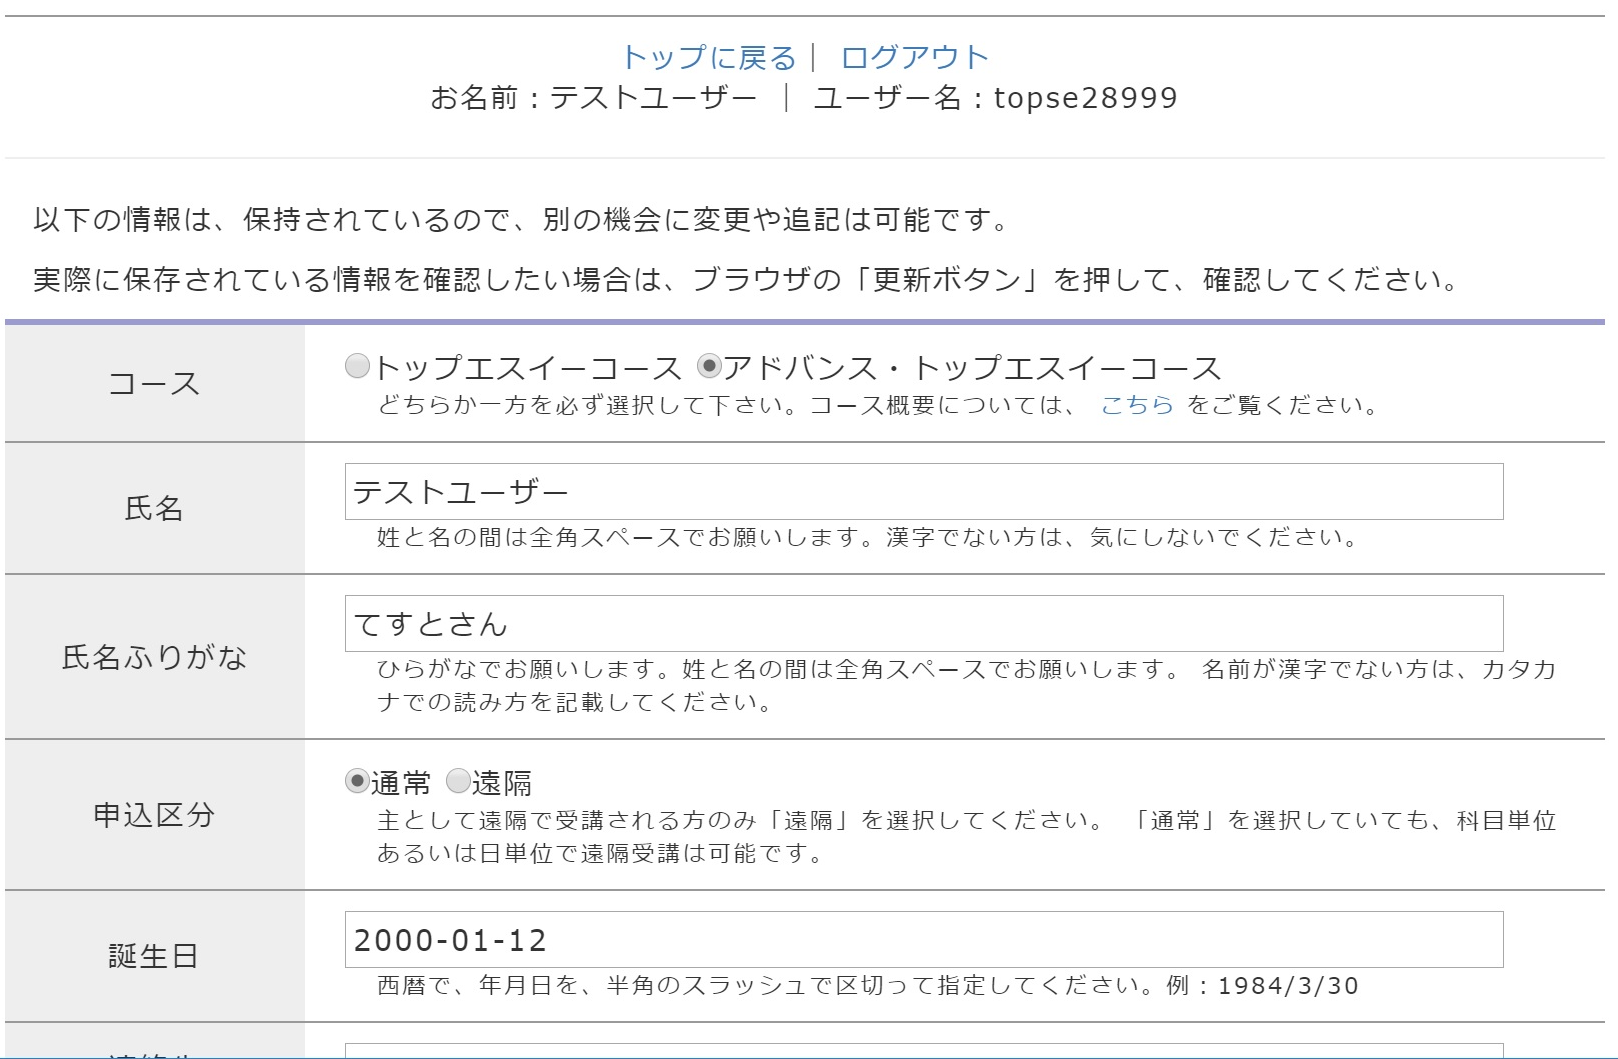 トップに戻る│ ログアウト
お名前：テストユーザー │ ユーザー名：topse28999
以下の情報は、保持されているので、別の機会に変更や追記は可能です。
実際に保存されている情報を確認したい場合は、ブラウザの「更新ボタン」を押して、確認してください。
コース
トップエスイーコース アドバンス・トップエスイーコース
どちらか一方を必ず選択して下さい。コース概要については、 こちら をご覧ください。
氏名
テストユーザー
姓と名の間は全角スペースでお願いします。漢字でない方は、気にしないでください。
氏名ふりがな
てすとさん
ひらがなでお願いします。姓と名の間は全角スペースでお願いします。 名前が漢字でない方は、カタカ
ナでの読み方を記載してください。
申込区分
通常 遠隔
主として遠隔で受講される方のみ「遠隔」を選択してください。 「通常」を選択していても、科目単位
あるいは日単位で遠隔受講は可能です。
誕生日
2000-01-12
西暦で、年月日を、半角のスラッシュで区切って指定してください。例：1984/3/30